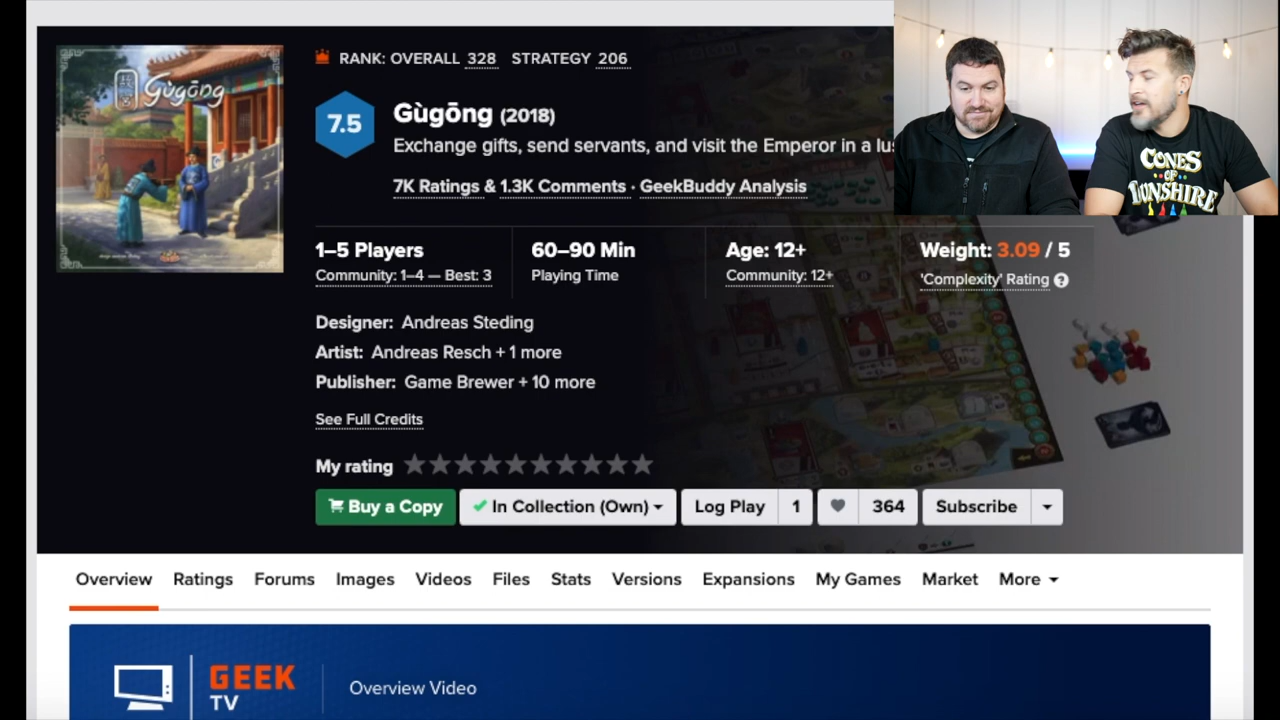 RANK: OVERALL 328 STRATEGY 206
Gùgōng
7.5
Gùgōng (2018)
Exchange gifts, send servants, and visit the Emperor in a lu
7K Ratings & 1.3K Comments · GeekBuddy Analysis
CONES
OF
DUNSHIRE
1–5 Players
60–90 Min
Age: 12+
Weight: 3.09 / 5
Community: 1–4 — Best: 3
Playing Time
Community: 12+
'Complexity' Rating ?
Designer: Andreas Steding
Artist: Andreas Resch + 1 more
Publisher: Game Brewer + 10 more
See Full Credits
My rating
Buy a Copy
In Collection (Own)
Log Play 1
364
Subscribe
Overview Ratings Forums Images Videos Files Stats Versions Expansions My Games Market More
GEEK
TV
Overview Video